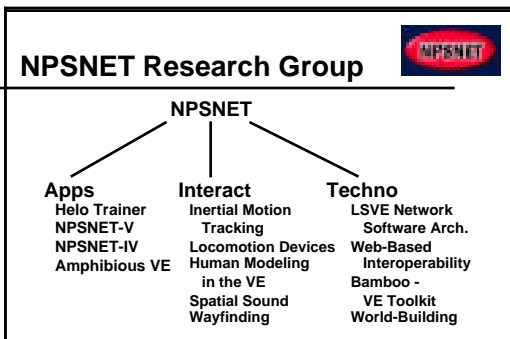 NPSNET Research Group
NPSNET
NPSNET
Apps
Helo Trainer
NPSNET-V
NPSNET-IV
Amphibious VE
Interact
Inertial Motion
Tracking
Locomotion Devices
Human Modeling
in the VE
Spatial Sound
Wayfinding
Techno
LSVE Network
Software Arch.
Web-Based
Interoperability
Bamboo -
VE Toolkit
World-Building